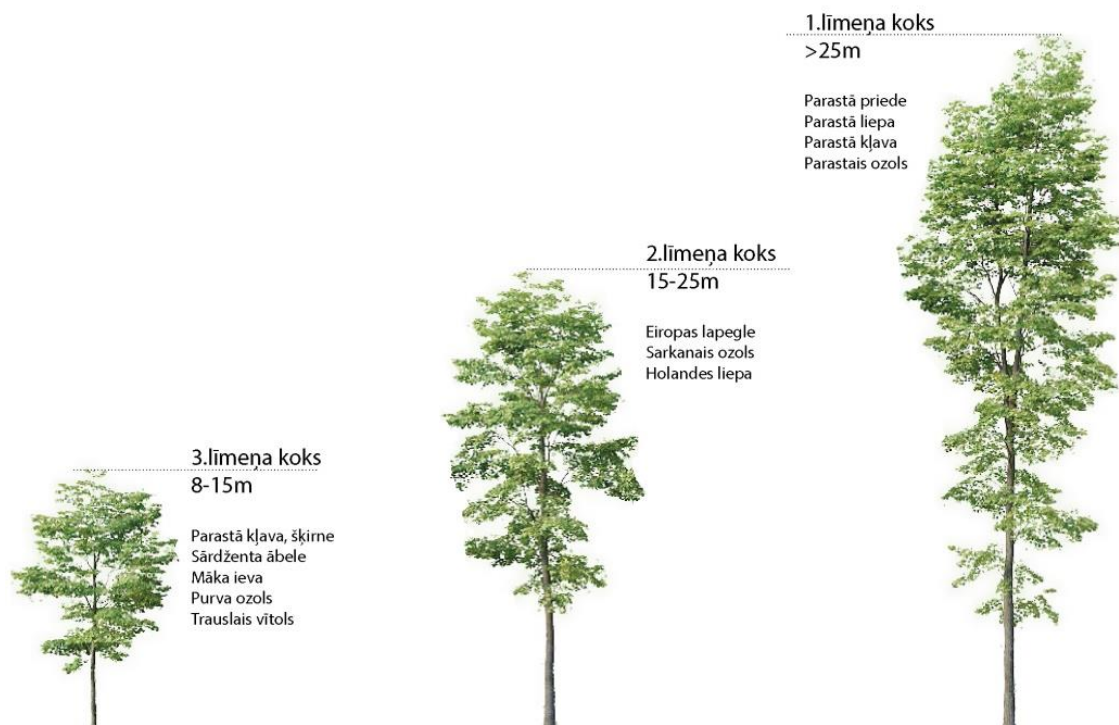 1.līmeņa koks
>25m
Parastā priede
Parastā liepa
Parastā kļava
Parastais ozols
2.līmeņa koks
15-25m
Eiropas lapegle
Sarkanais ozols
Holandes liepa
3.līmeņa koks
8-15m
Parastā kļava, šķirne
Sārdženta ābele
Māka ieva
Purva ozols
Trauslais vītols